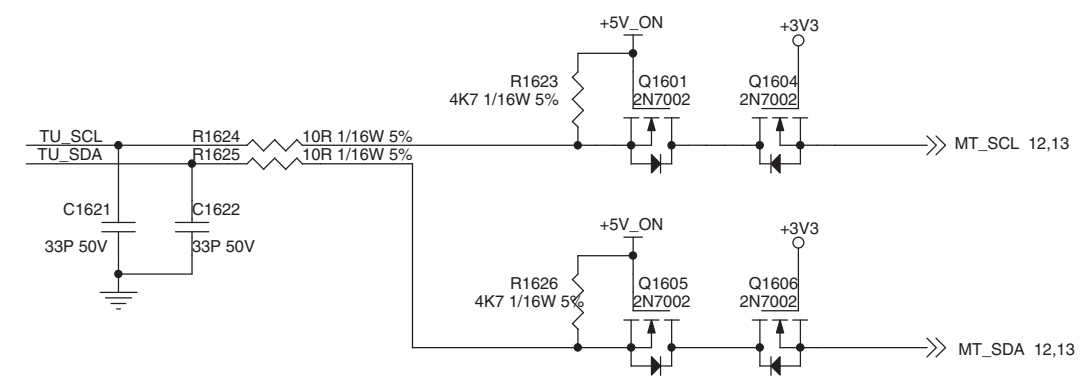 +5V_ON
+3V3
R1623
4K7 1/16W 5%
Q1601
2N7002
Q1604
2N7002
TU_SCL
R1624
10R 1/16W 5%
MT_SCL 12,13
TU_SDA
R1625
10R 1/16W 5%
C1621
33P 50V
C1622
33P 50V
+5V_ON
+3V3
R1626
4K7 1/16W 5%
Q1605
2N7002
Q1606
2N7002
MT_SDA 12,13